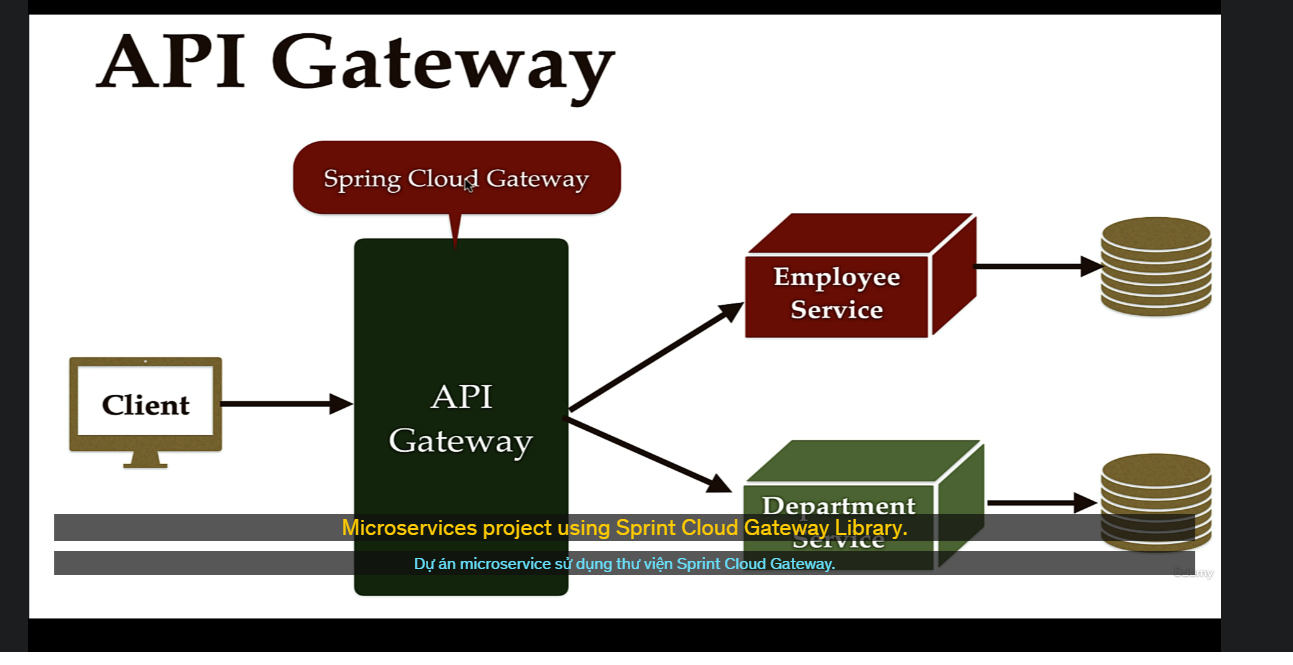 API Gateway
Spring Cloud Gateway
Employee
Service
Client
API
Gateway
Department
Service
Microservices project using Sprint Cloud Gateway Library.
Dự án microservice sử dụng thư viện Sprint Cloud Gateway.
Udemy